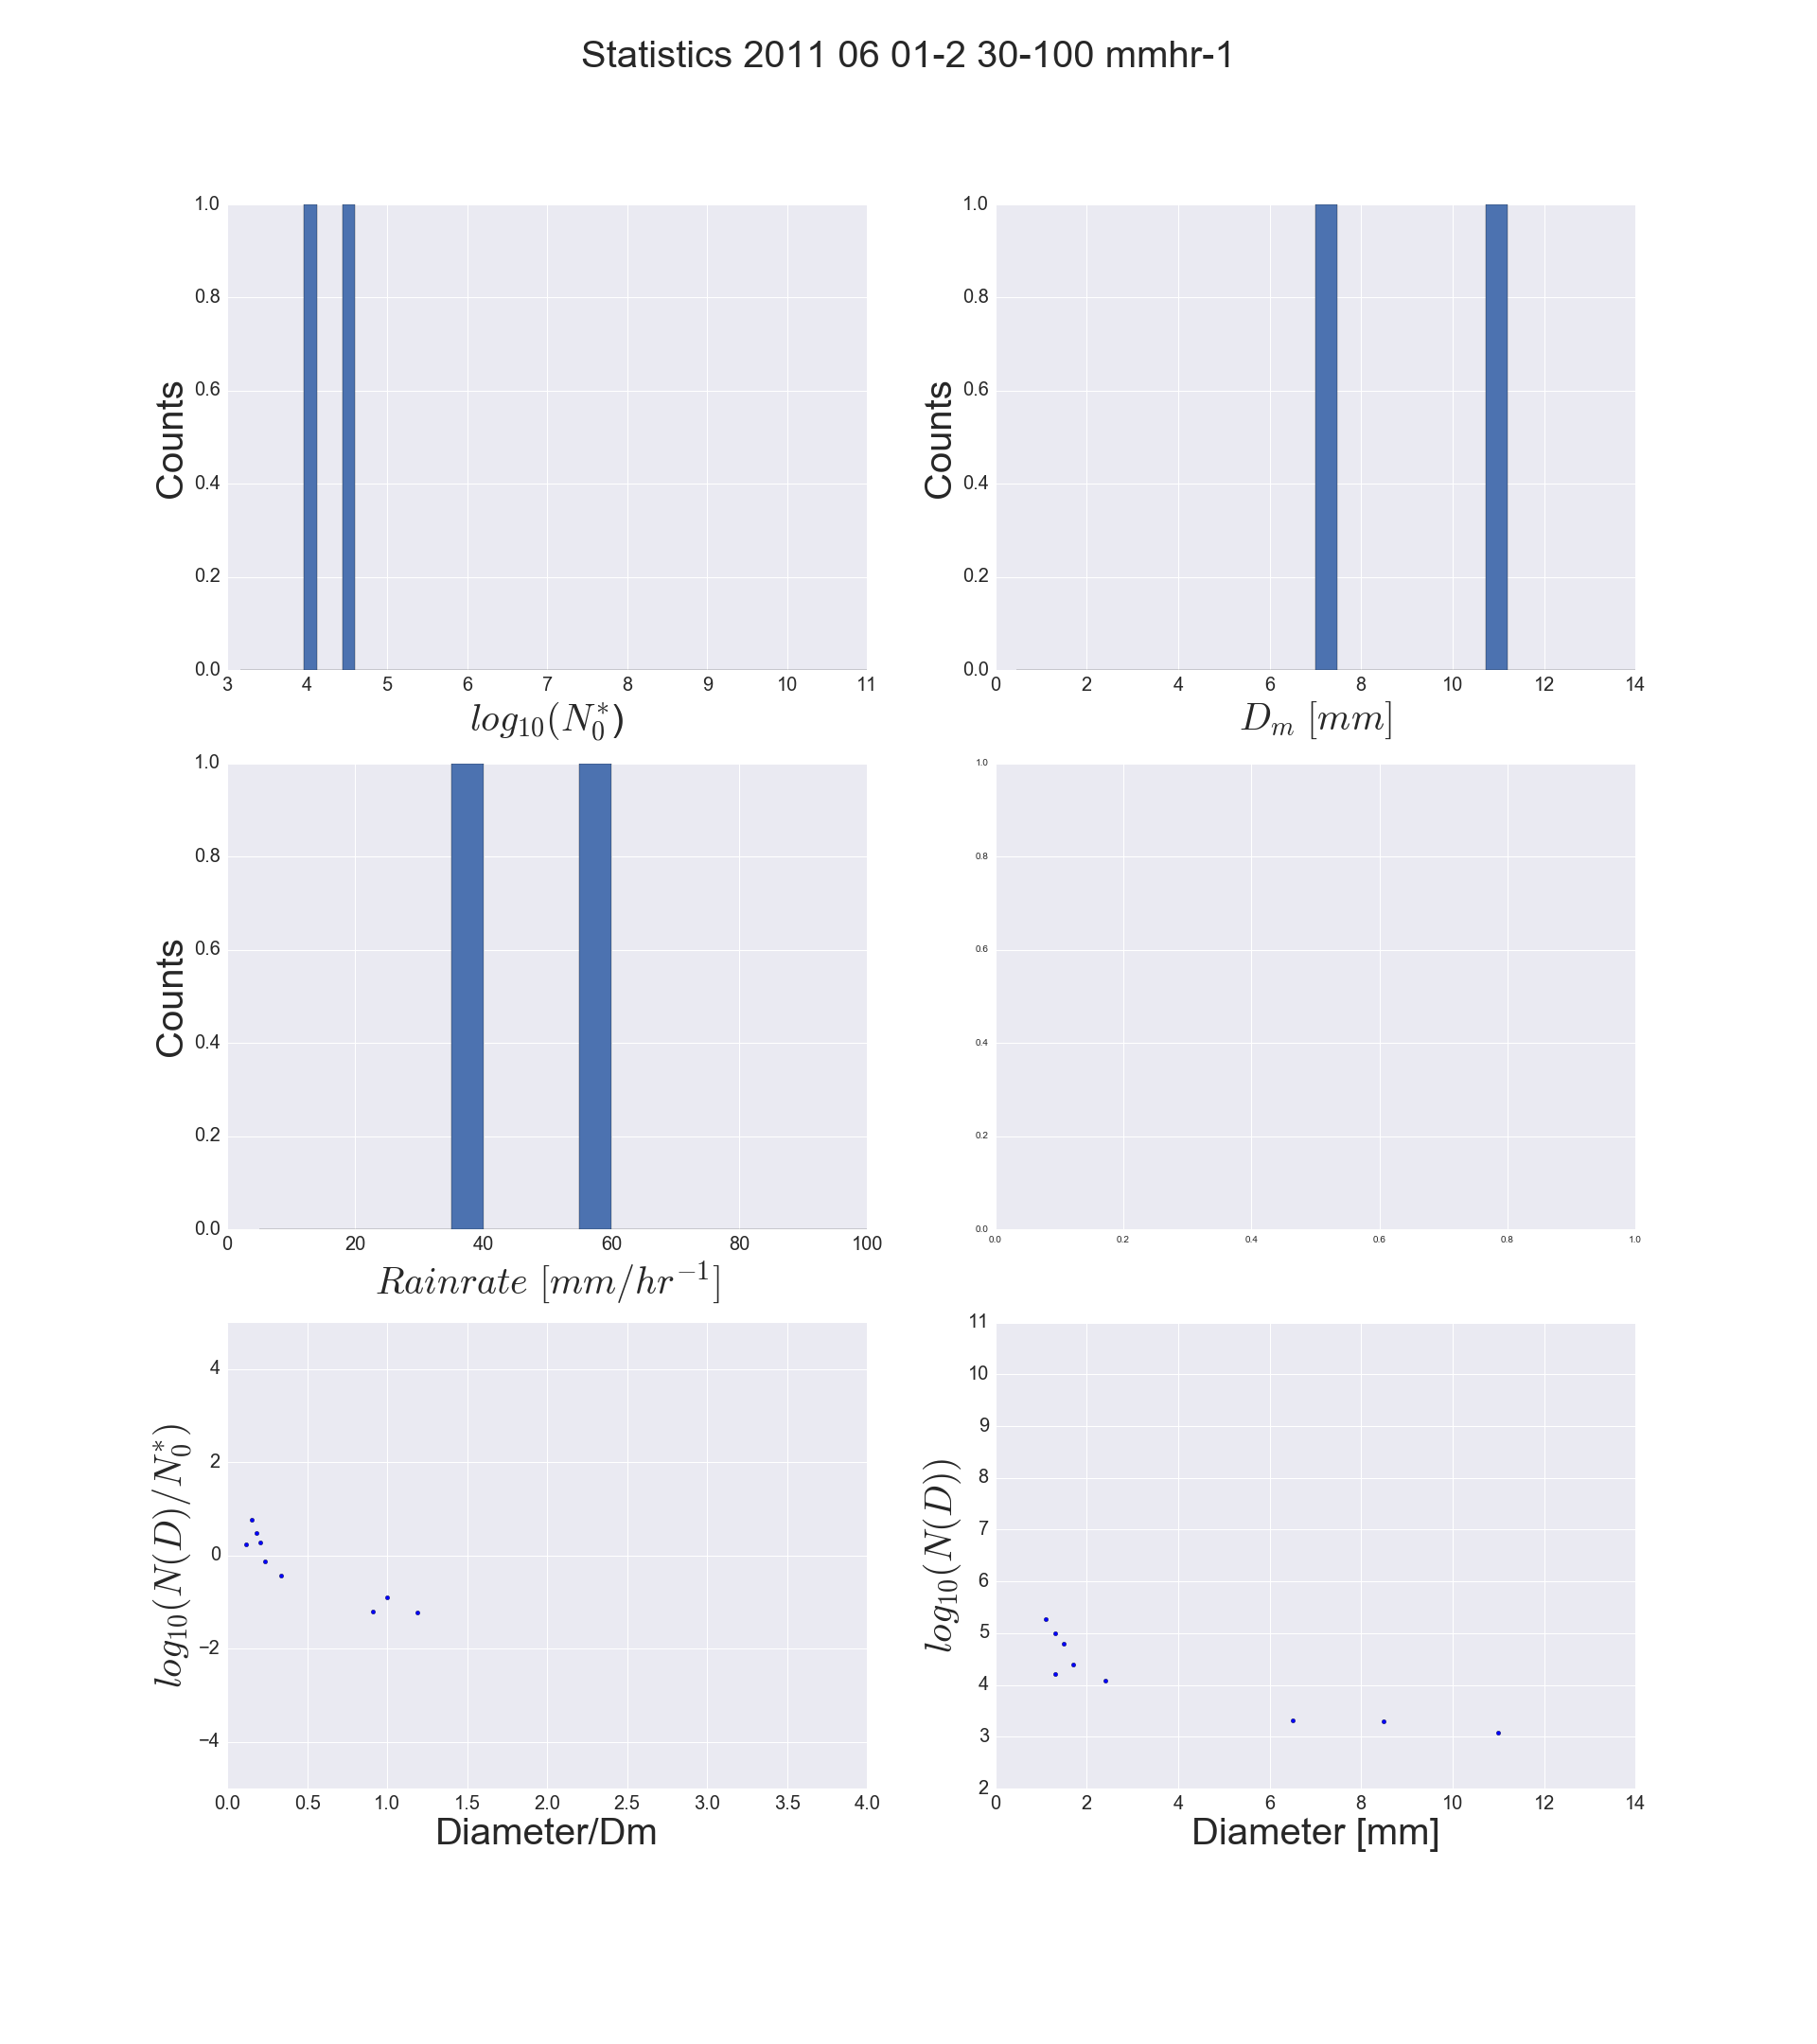 Statistics 2011 06 01-2 30-100 mmhr-1
1.0
0.8
0.6
0.4
0.2
0.0
Counts
3 4 5 6 7 8 9 10 11
log₁₀(N₀*)
1.0
0.8
0.6
0.4
0.2
0.0
Counts
0 2 4 6 8 10 12 14
Dₘ [mm]
1.0
0.8
0.6
0.4
0.2
0.0
Counts
0 20 40 60 80 100
Rainrate [mm/hr⁻¹]
1.0
0.8
0.6
0.4
0.2
0.0
0.0 0.2 0.4 0.6 0.8 1.0
4
2
0
−2
−4
log₁₀(N(D)/N₀*)
0.0 0.5 1.0 1.5 2.0 2.5 3.0 3.5 4.0
Diameter/Dm
11
10
9
8
7
6
5
4
3
2
log₁₀(N(D))
0 2 4 6 8 10 12 14
Diameter [mm]